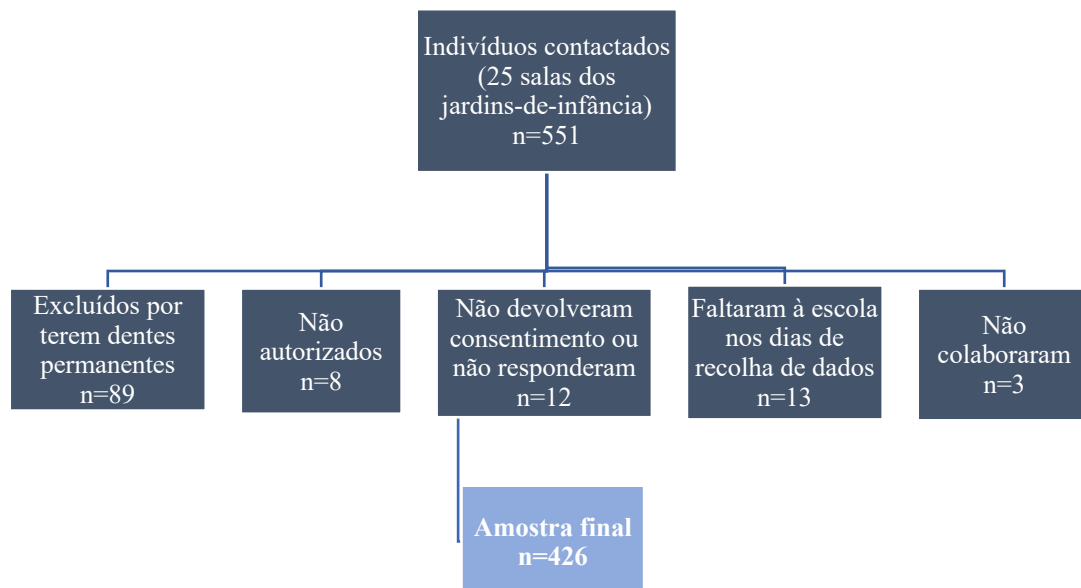 Indivíduos contactados
(25 salas dos
jardins-de-infância)
n=551
Excluídos por
terem dentes
permanentes
n=89
Não
autorizados
n=8
Não devolveram
consentimento ou
não responderam
n=12
Faltaram à escola
nos dias de
recolha de dados
n=13
Não
colaboraram
n=3
Amostra final
n=426